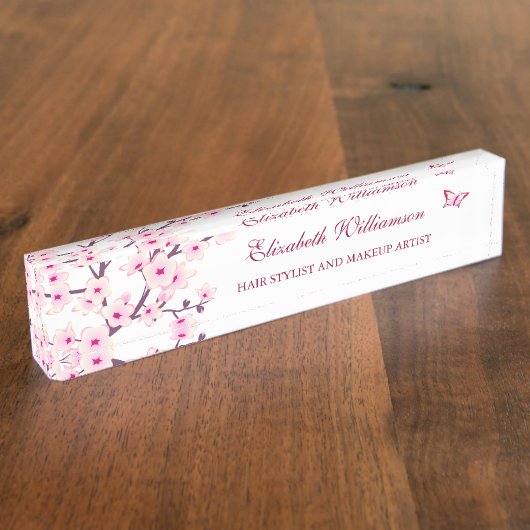 Elizabeth Williamson
HAIR STYLIST AND MAKEUP ARTIST